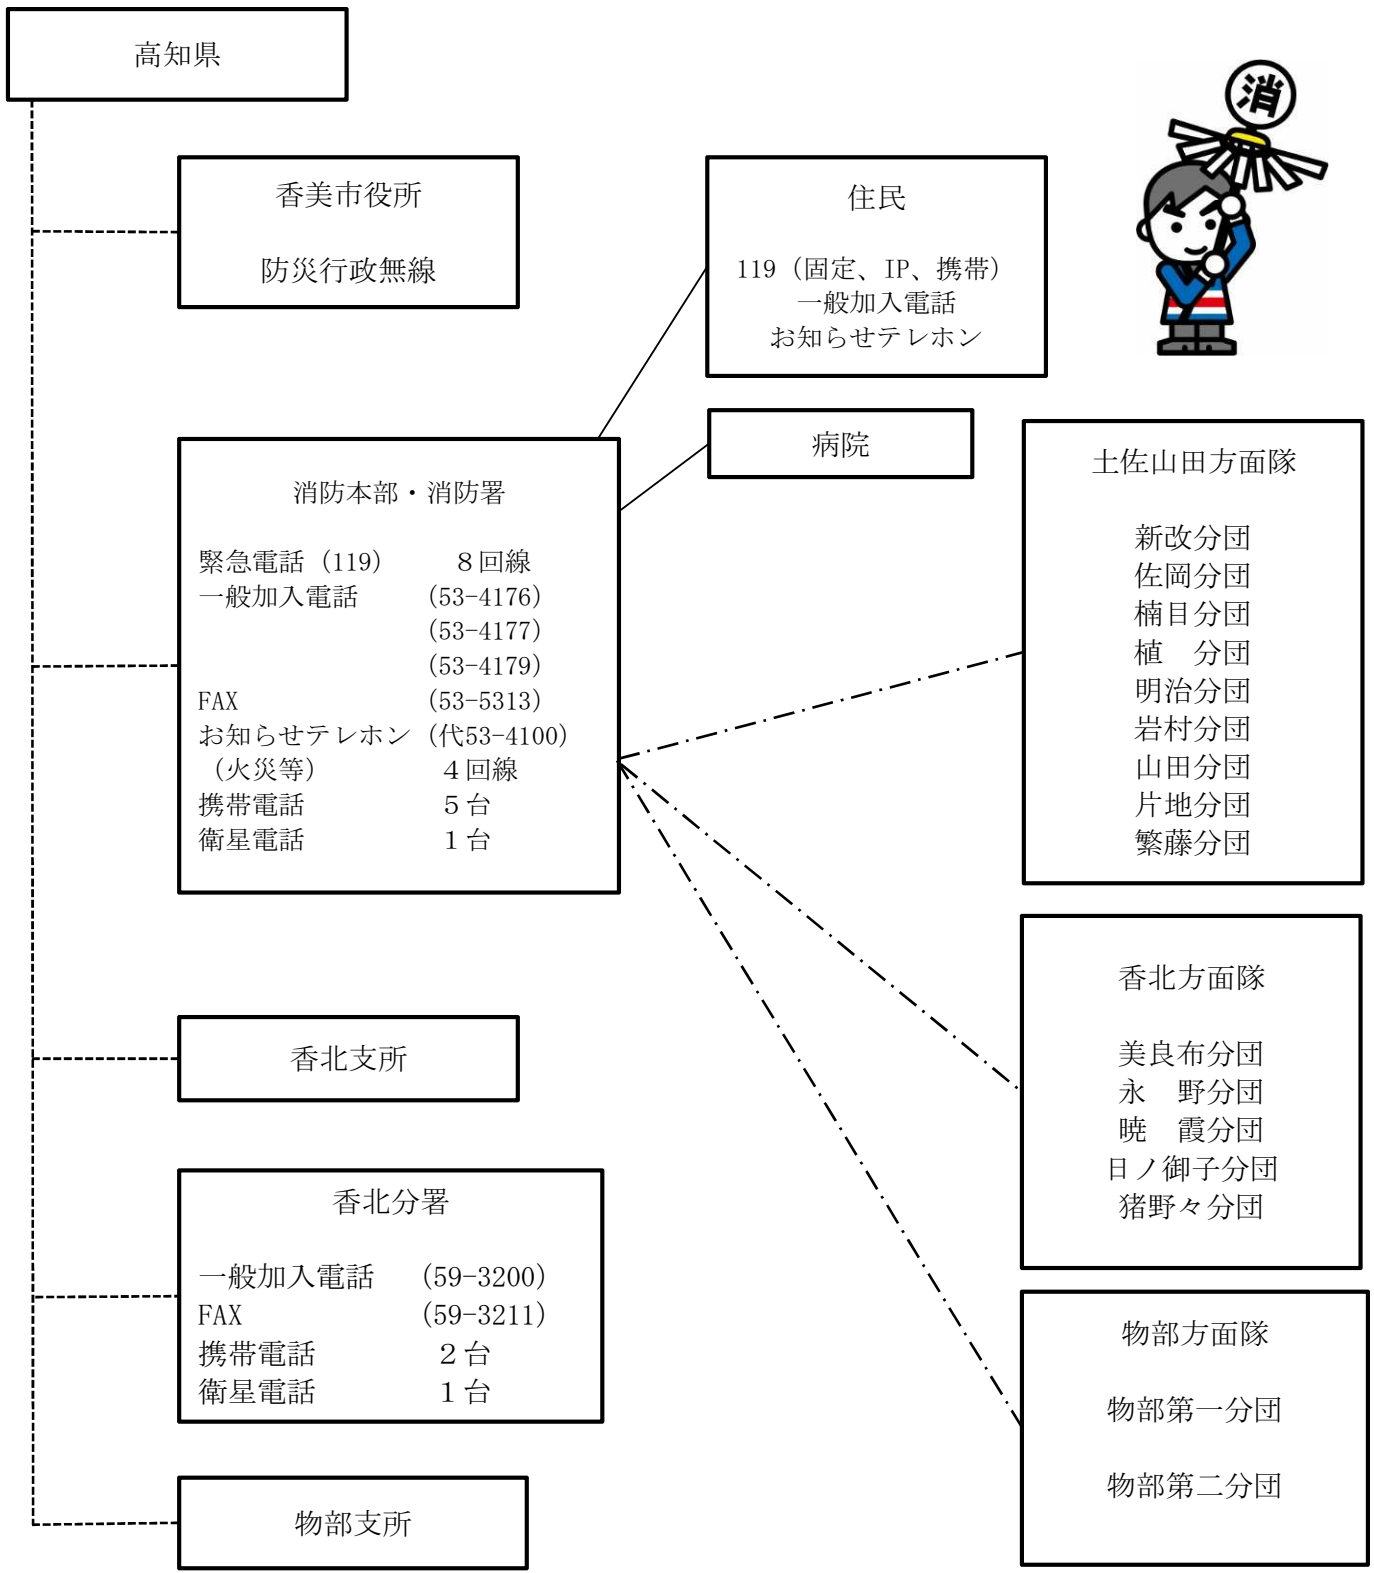 高知県
香美市役所
防災行政無線
住民
119（固定、IP、携帯）
一般加入電話
お知らせテレホン
消
病院
消防本部・消防署
緊急電話（119）　８回線
一般加入電話　（53-4176）
（53-4177）
（53-4179）
FAX　（53-5313）
お知らせテレホン（代53-4100）
（火災等）　４回線
携帯電話　５台
衛星電話　１台
土佐山田方面隊
新改分団
佐岡分団
楠目分団
植　分団
明治分団
岩村分団
山田分団
片地分団
繁藤分団
香北方面隊
美良布分団
永　野分団
暁　霞分団
日ノ御子分団
猪野々分団
香北支所
香北分署
一般加入電話　（59-3200）
FAX　（59-3211）
携帯電話　２台
衛星電話　１台
物部方面隊
物部第一分団
物部第二分団
物部支所